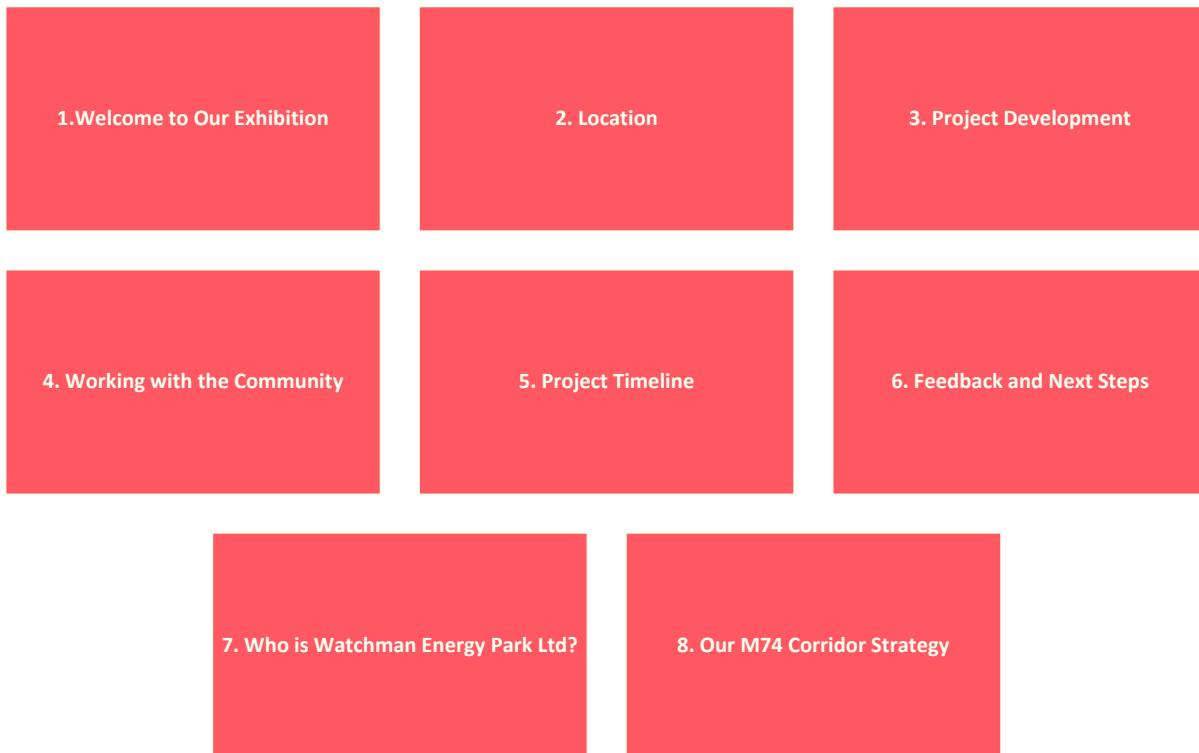 1.Welcome to Our Exhibition
2. Location
3. Project Development
4. Working with the Community
5. Project Timeline
6. Feedback and Next Steps
7. Who is Watchman Energy Park Ltd?
8. Our M74 Corridor Strategy